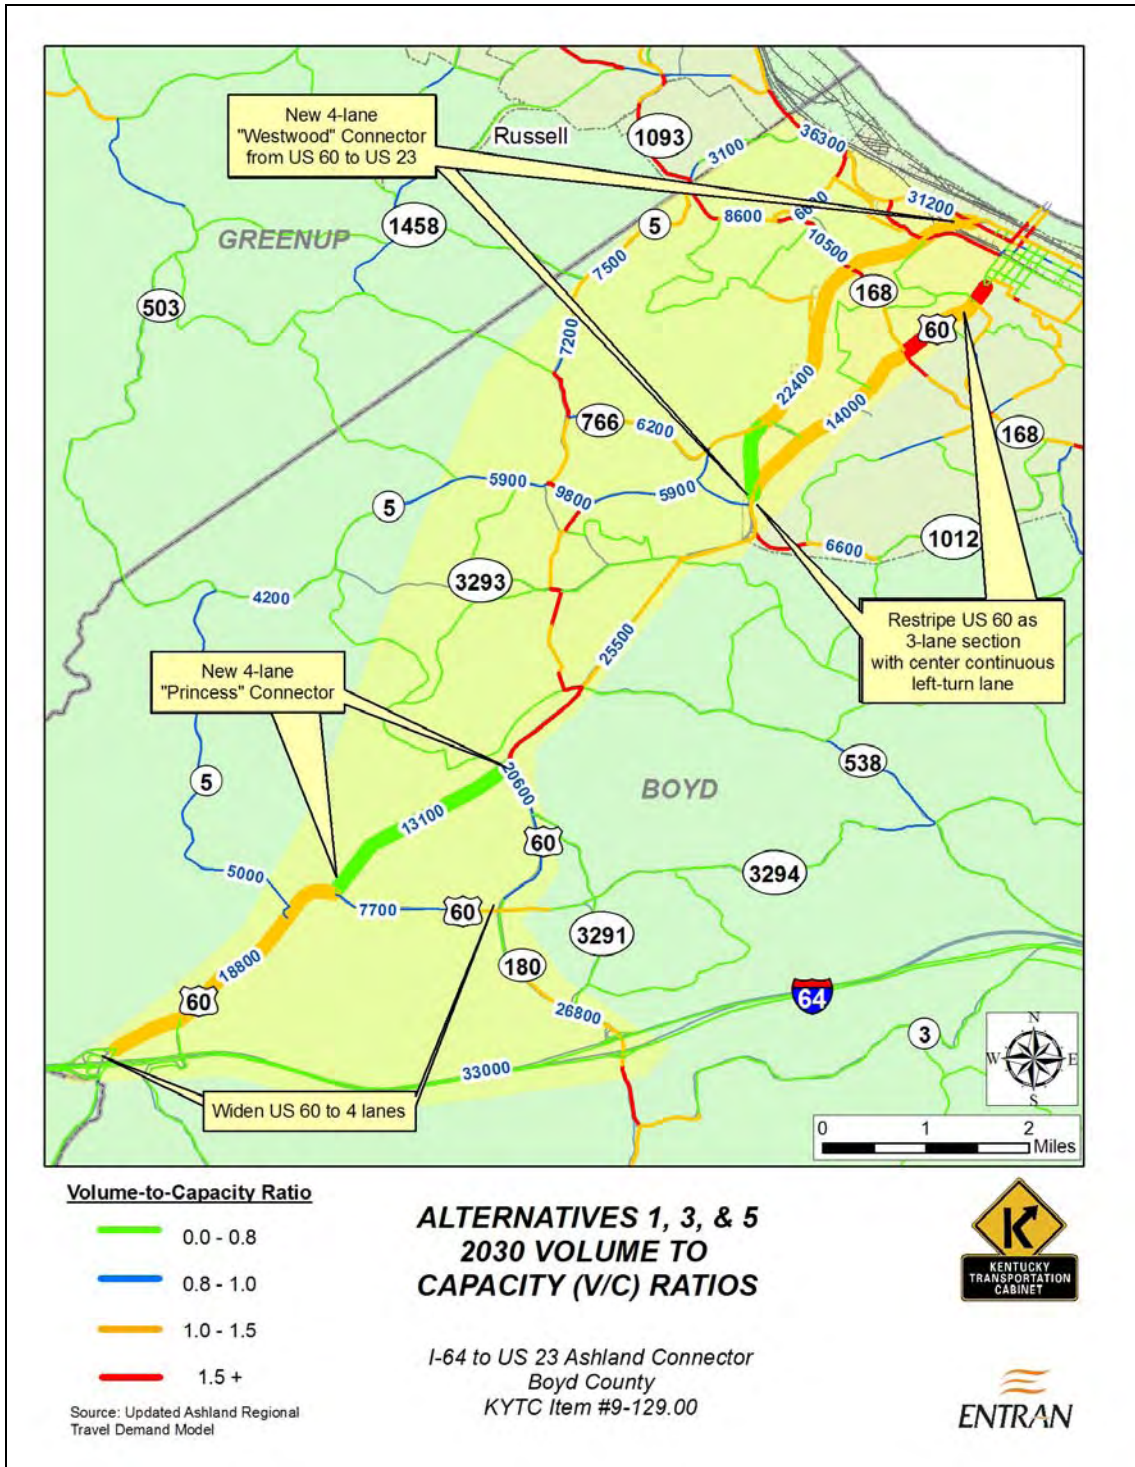 New 4-lane
"Westwood" Connector
from US 60 to US 23
Russell
1093
3100
36300
5
8600
6600
31200
1458
GREENUP
10500
7500
168
503
60
7200
22400
14000
766
6200
168
5900
9800
5900
5
6600
1012
3293
4200
Restripe US 60 as
3-lane section
with center continuous
left-turn lane
25500
New 4-lane
"Princess" Connector
5
20600
538
BOYD
13100
60
5000
3294
7700
60
3291
18800
180
60
26800
64
3
33000
N
W E
S
Widen US 60 to 4 lanes
0 1 2
Miles
Volume-to-Capacity Ratio
0.0 - 0.8
0.8 - 1.0
1.0 - 1.5
1.5 +
Source: Updated Ashland Regional
Travel Demand Model
ALTERNATIVES 1, 3, & 5
2030 VOLUME TO
CAPACITY (V/C) RATIOS
I-64 to US 23 Ashland Connector
Boyd County
KYTC Item #9-129.00
KENTUCKY
TRANSPORTATION
CABINET
ENTRAN